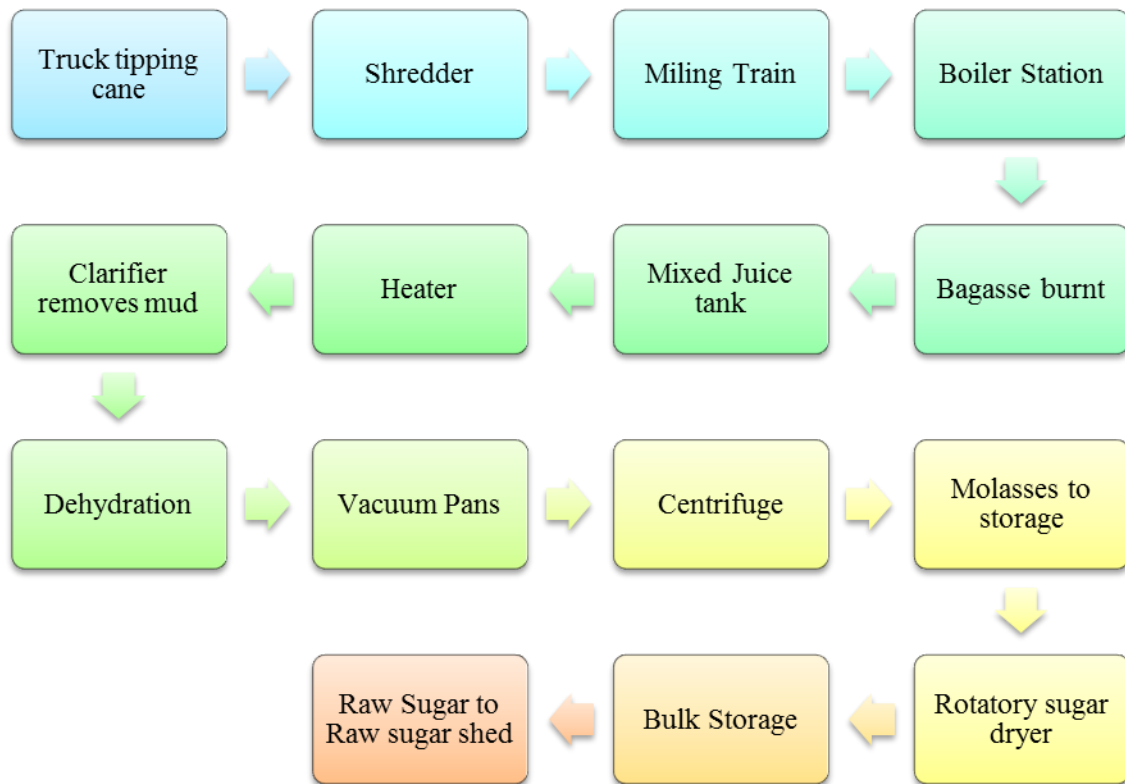 Truck tipping
cane
Shredder
Miling Train
Boiler Station
Bagasse burnt
Mixed Juice
tank
Heater
Clarifier
removes mud
Dehydration
Vacuum Pans
Centrifuge
Molasses to
storage
Rotatory sugar
dryer
Bulk Storage
Raw Sugar to
Raw sugar shed